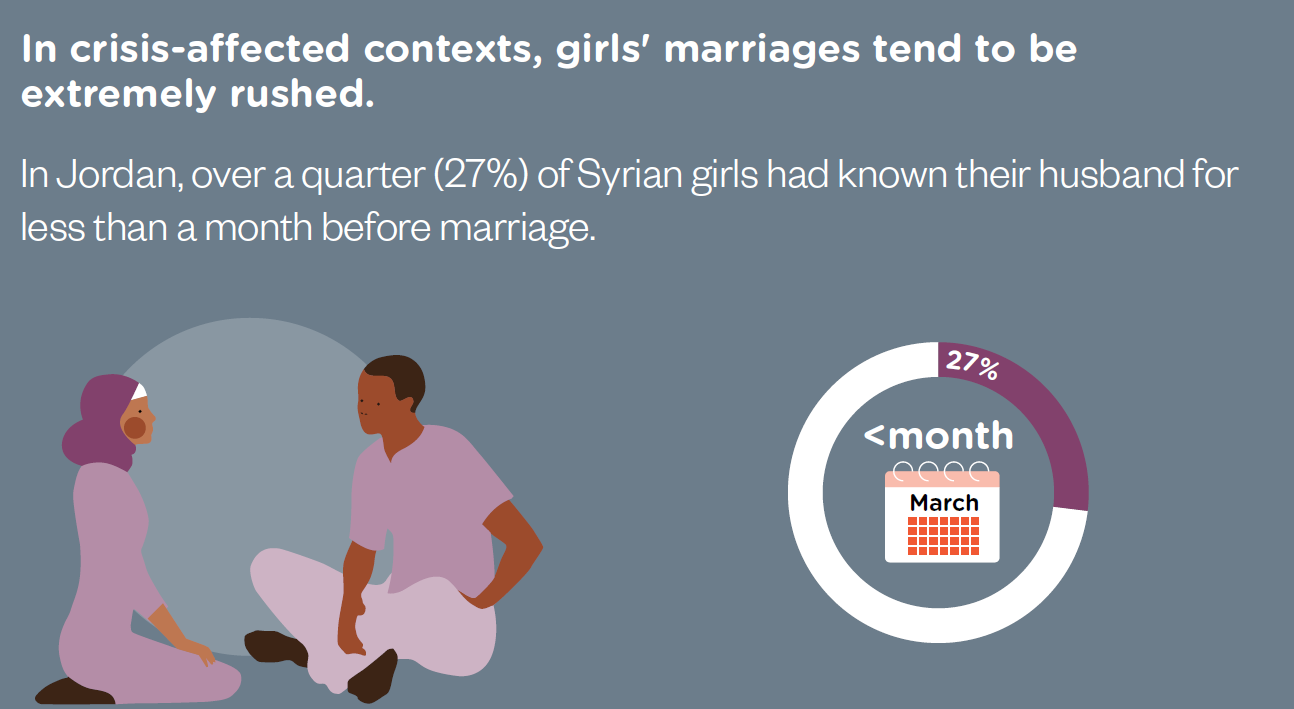 In crisis-affected contexts, girls' marriages tend to be
extremely rushed.
In Jordan, over a quarter (27%) of Syrian girls had known their husband for
less than a month before marriage.
27%
<month
March